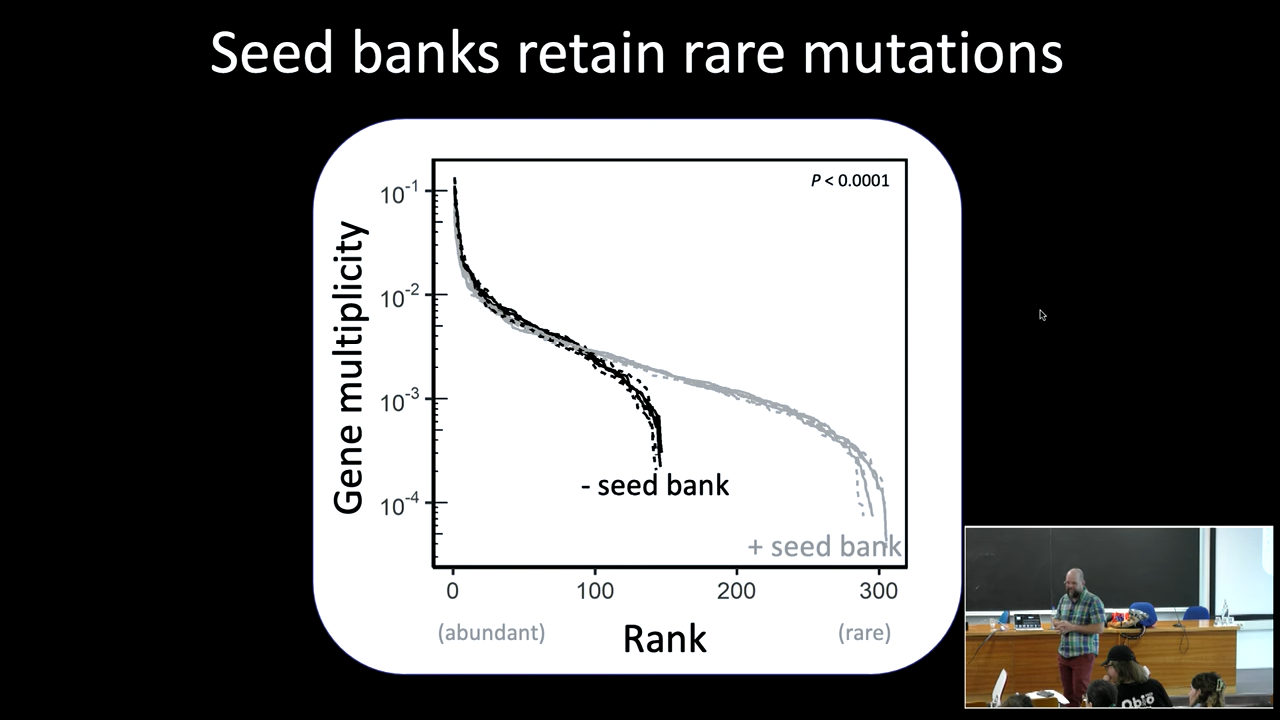 Seed banks retain rare mutations
P < 0.0001
Gene multiplicity
10-1
10-2
10-3
10-4
- seed bank
+ seed bank
0 100 200 300
(abundant) Rank (rare)
Obio